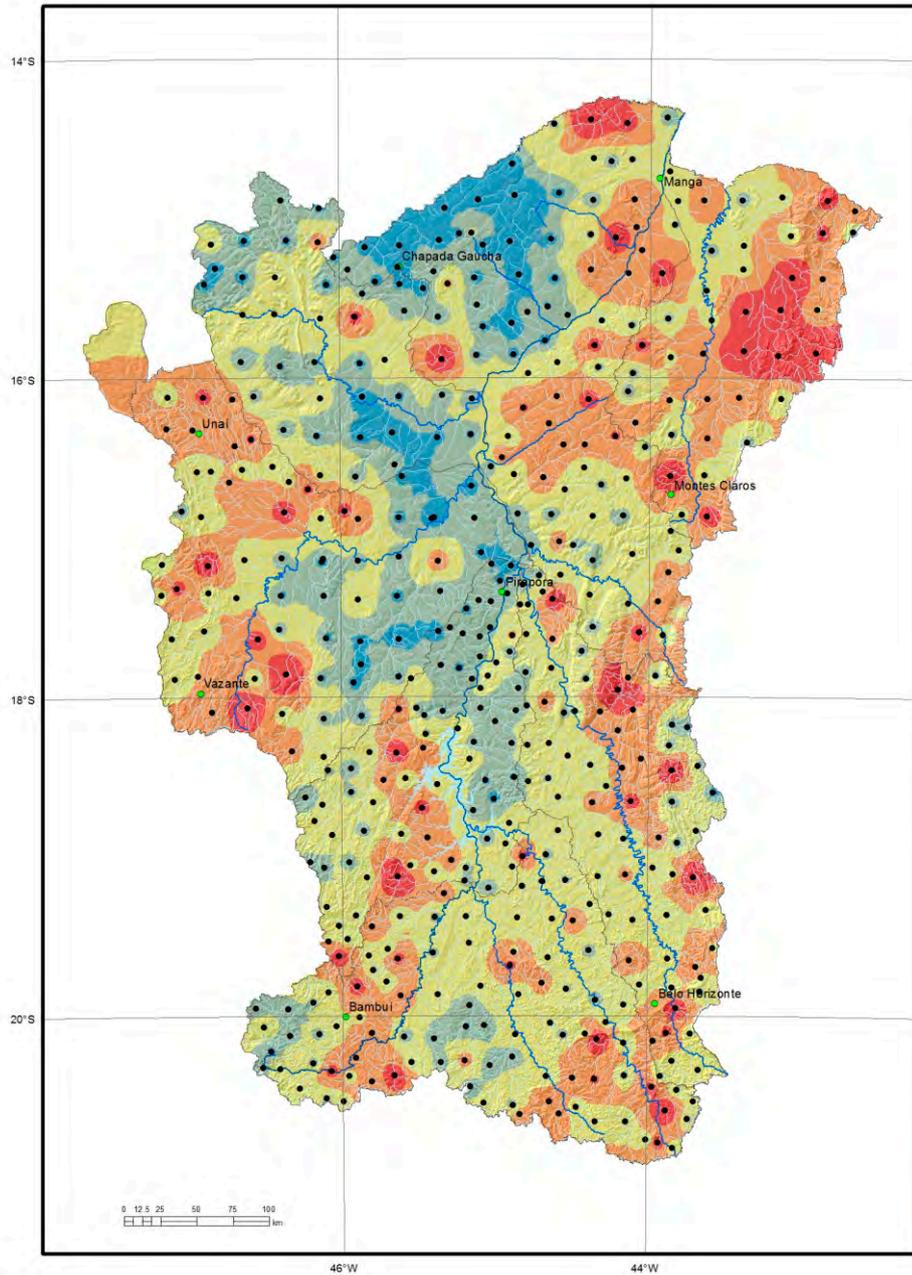 14°S
Manga
Chapada Gaúcha
16°S
Unaí
Montes Claros
Pirapora
Vazante
18°S
Belo Horizonte
Bambuí
20°S
0 12.5 25 50 75 100
km
46°W 44°W